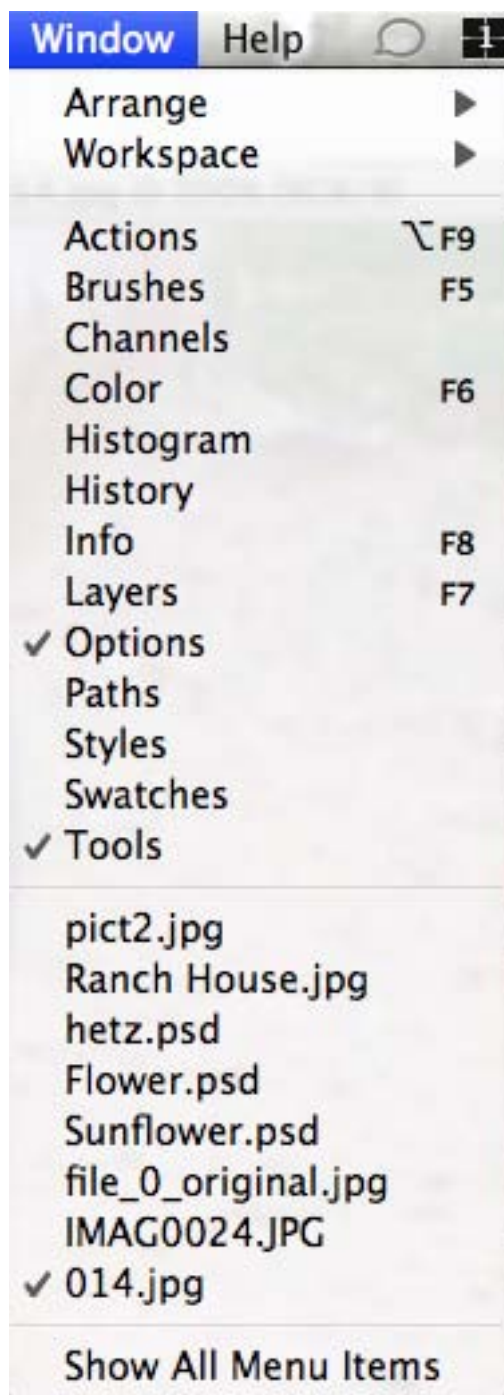 Window Help 1
Arrange
Workspace
Actions ⌥F9
Brushes F5
Channels
Color F6
Histogram
History
Info F8
Layers F7
Options
Paths
Styles
Swatches
Tools
pict2.jpg
Ranch House.jpg
hetz.psd
Flower.psd
Sunflower.psd
file_0_original.jpg
IMAG0024.JPG
014.jpg
Show All Menu Items